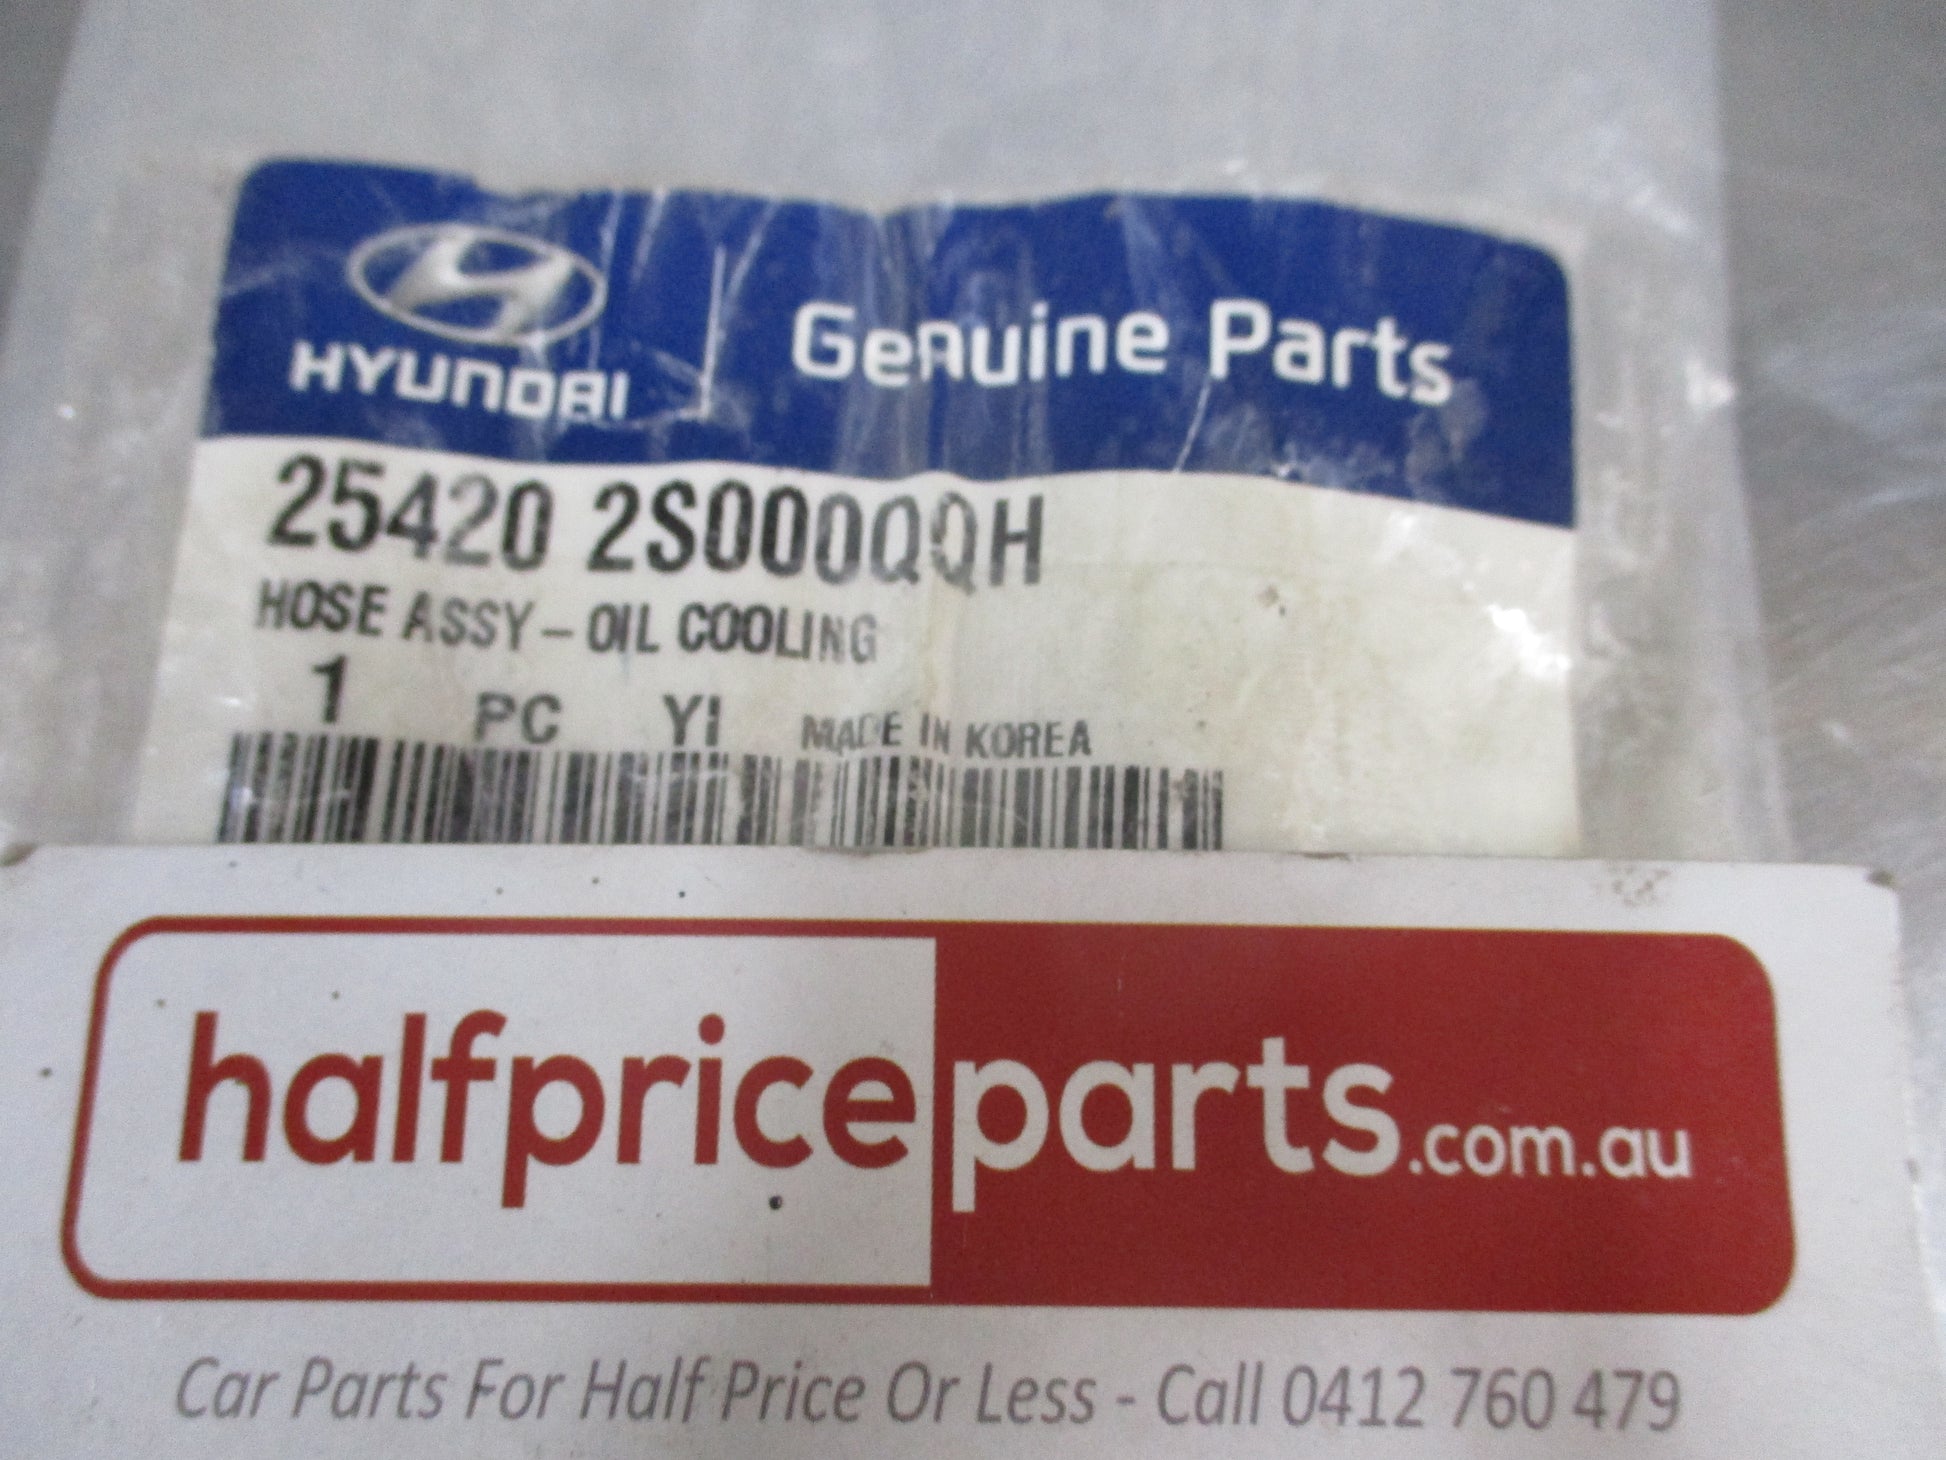 HYUNDAI
Genuine Parts
25420 2S000QQH
HOSE ASSY-OIL COOLING
1 PC YI MADE IN KOREA
halfpriceparts.com.au
Car Parts For Half Price Or Less - Call 0412 760 479